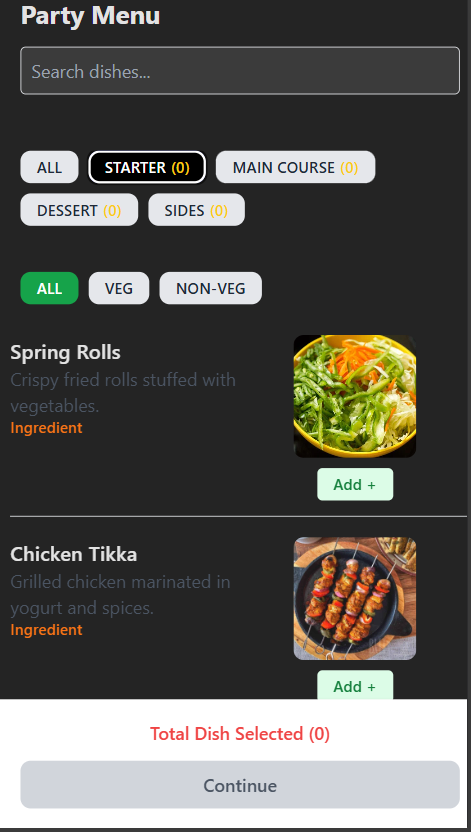 Party Menu
Search dishes...
ALL
STARTER (0)
MAIN COURSE (0)
DESSERT (0)
SIDES (0)
ALL
VEG
NON-VEG
Spring Rolls
Crispy fried rolls stuffed with
vegetables.
Ingredient
Add +
Chicken Tikka
Grilled chicken marinated in
yogurt and spices.
Ingredient
Add +
Total Dish Selected (0)
Continue